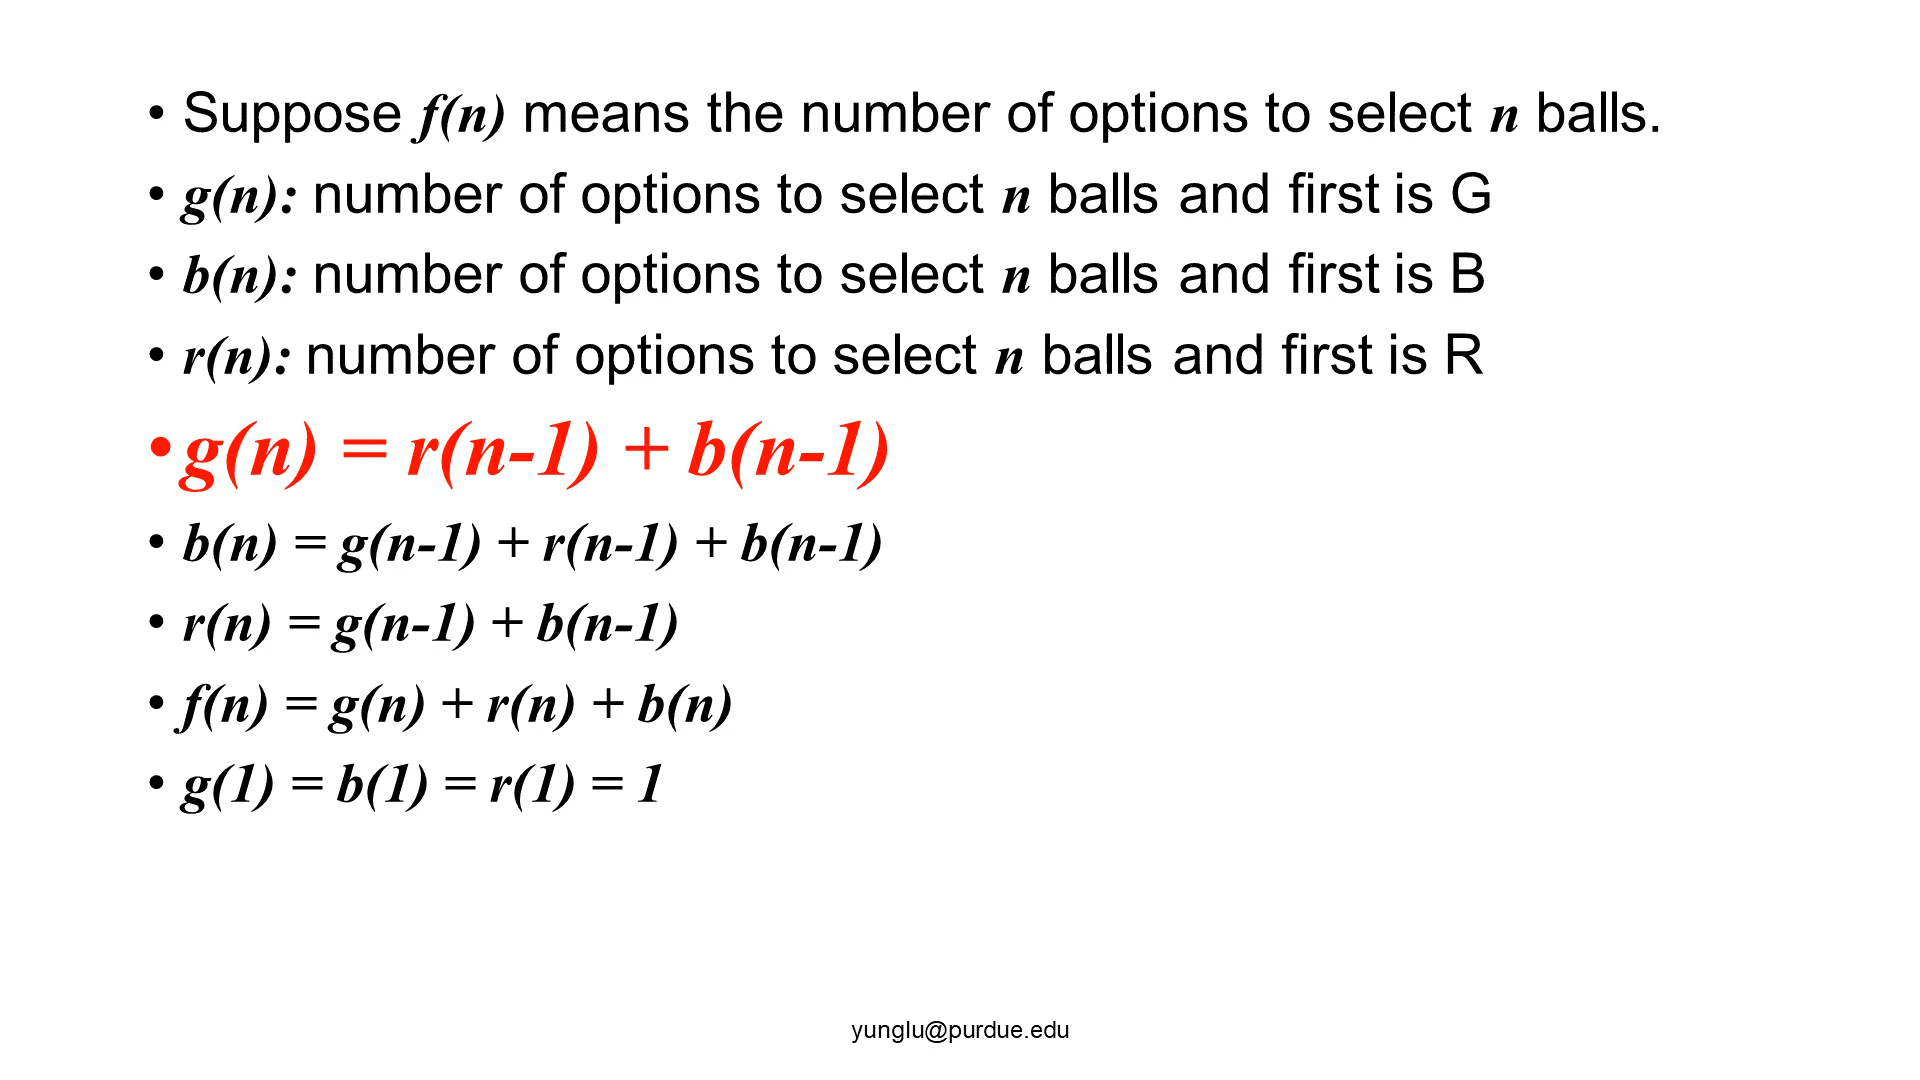 • Suppose f(n) means the number of options to select n balls.
• g(n): number of options to select n balls and first is G
• b(n): number of options to select n balls and first is B
• r(n): number of options to select n balls and first is R
• g(n) = r(n-1) + b(n-1)
• b(n) = g(n-1) + r(n-1) + b(n-1)
• r(n) = g(n-1) + b(n-1)
• f(n) = g(n) + r(n) + b(n)
• g(1) = b(1) = r(1) = 1
yunglu@purdue.edu